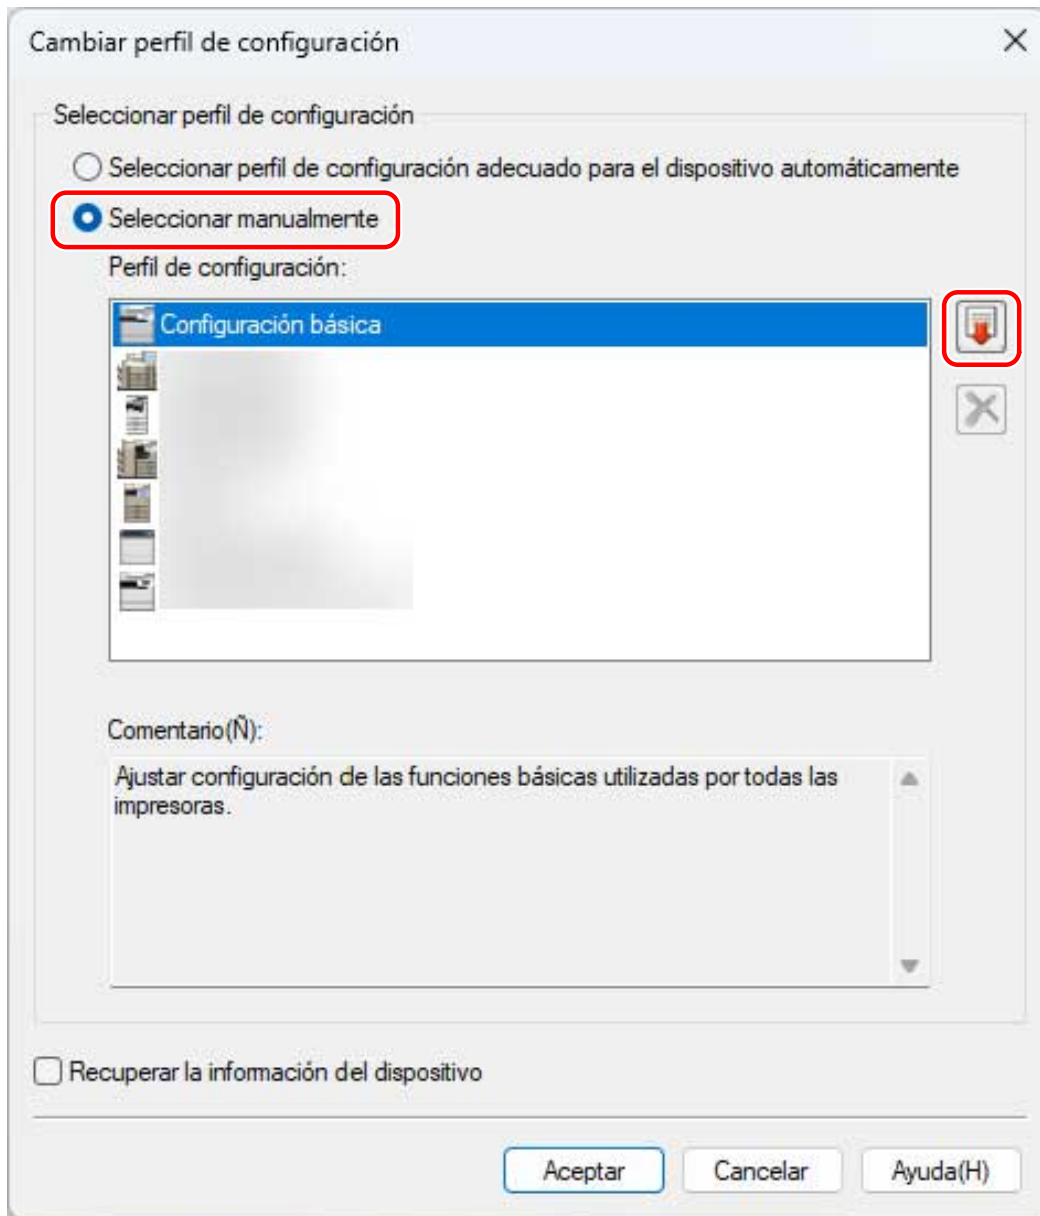 Cambiar perfil de configuración
Seleccionar perfil de configuración
Seleccionar perfil de configuración adecuado para el dispositivo automáticamente
Seleccionar manualmente
Perfil de configuración:
Configuración básica
Comentario(Ñ):
Ajustar configuración de las funciones básicas utilizadas por todas las
impresoras.
Recuperar la información del dispositivo
Aceptar
Cancelar
Ayuda(H)